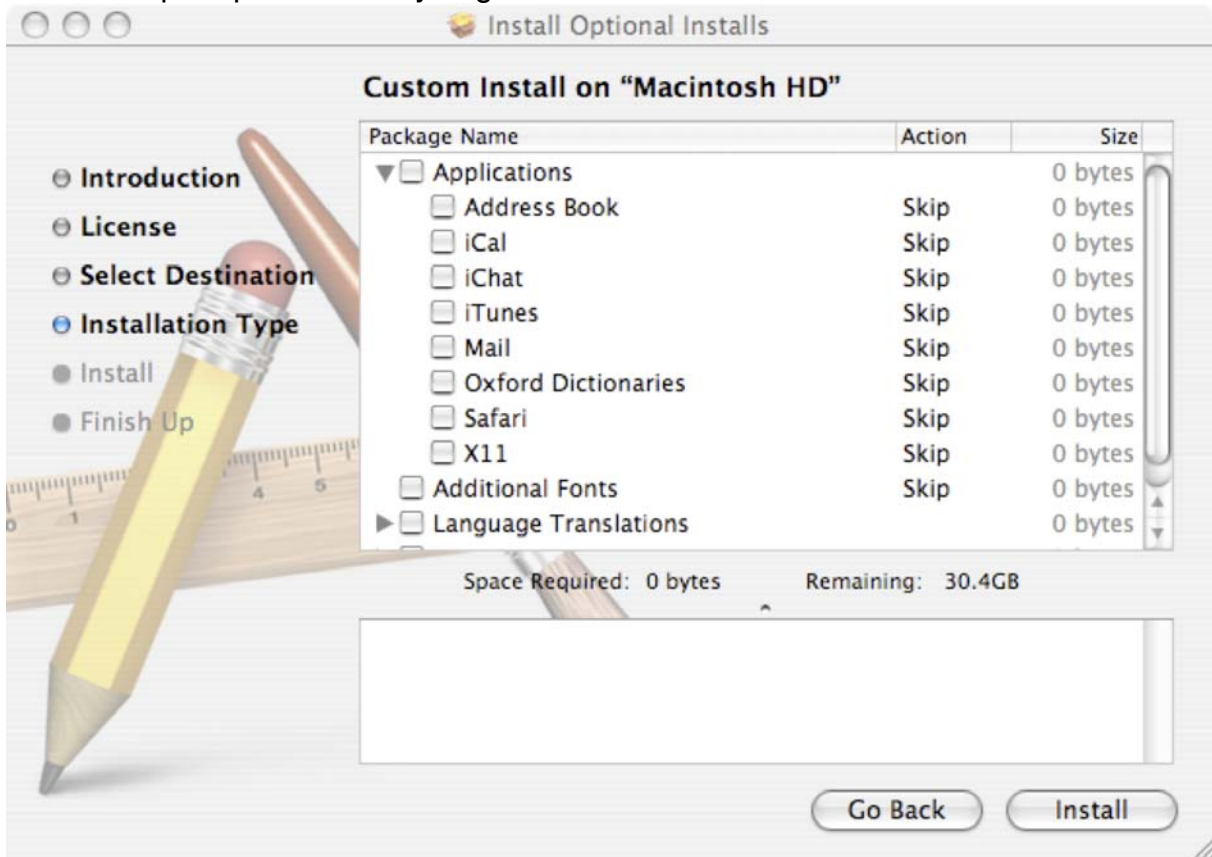 Install Optional Installs
Custom Install on “Macintosh HD”
Package Name Action Size
Introduction
License
Select Destination
Installation Type
Install
Finish Up
Applications 0 bytes
Address Book Skip 0 bytes
iCal Skip 0 bytes
iChat Skip 0 bytes
iTunes Skip 0 bytes
Mail Skip 0 bytes
Oxford Dictionaries Skip 0 bytes
Safari Skip 0 bytes
X11 Skip 0 bytes
Additional Fonts Skip 0 bytes
Language Translations 0 bytes
0 1 4 5
Space Required: 0 bytes Remaining: 30.4GB
Go Back Install